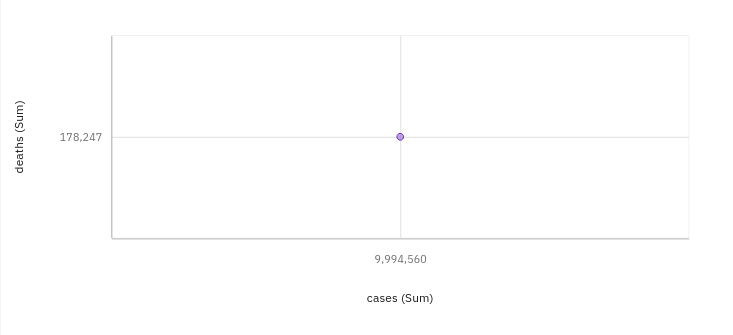 deaths (Sum)
178,247
9,994,560
cases (Sum)